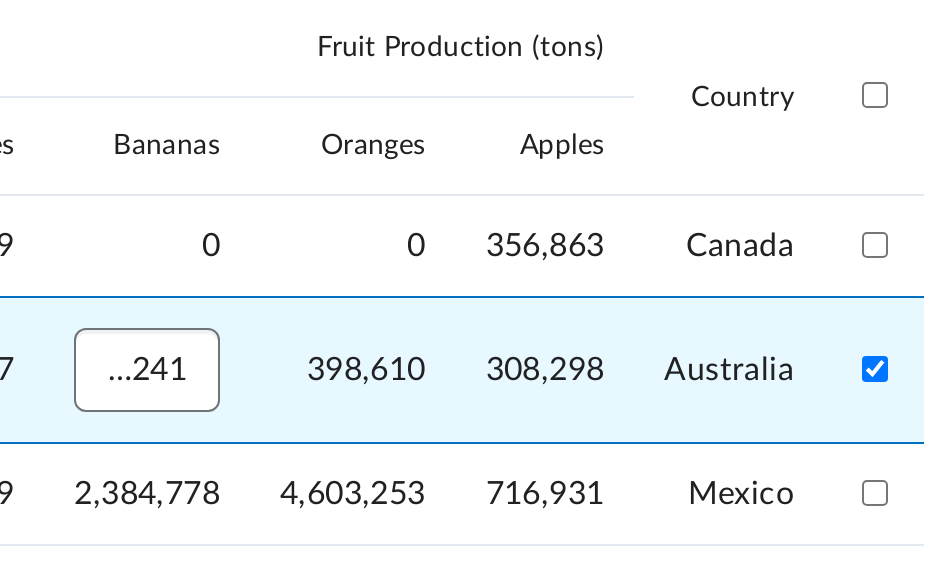 Fruit Production (tons)
Country
es Bananas Oranges Apples
9 0 0 356,863 Canada
7 ...241 398,610 308,298 Australia
9 2,384,778 4,603,253 716,931 Mexico